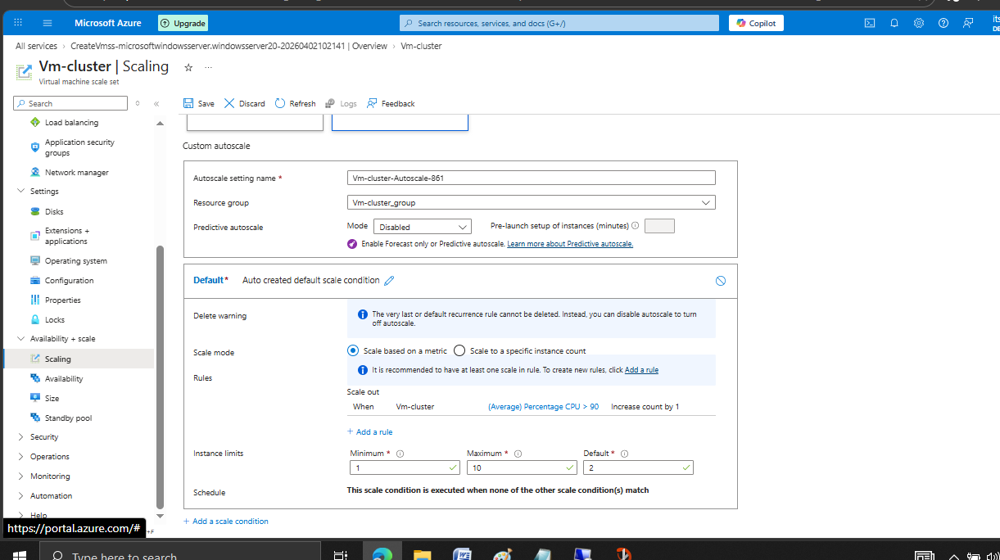 Microsoft Azure
Upgrade
Search resources, services, and docs (G+/)
Copilot
All services > CreateVmss-microsoftwindowsserver.windowsserver20-20260402102141 | Overview > Vm-cluster
Vm-cluster | Scaling
Virtual machine scale set
Search
Save
Discard
Refresh
Logs
Feedback
Load balancing
Application security
groups
Network manager
Settings
Disks
Extensions +
applications
Operating system
Configuration
Properties
Locks
Availability + scale
Scaling
Availability
Size
Standby pool
Security
Operations
Monitoring
Automation
Help
Custom autoscale
Autoscale setting name *
Vm-cluster-Autoscale-861
Resource group
Vm-cluster_group
Predictive autoscale
Mode
Disabled
Pre-launch setup of instances (minutes)
Enable Forecast only or Predictive autoscale. Learn more about Predictive autoscale.
Default*
Auto created default scale condition
Delete warning
The very last or default recurrence rule cannot be deleted. Instead, you can disable autoscale to turn
off autoscale.
Scale mode
Scale based on a metric
Scale to a specific instance count
Rules
It is recommended to have at least one scale in rule. To create new rules, click Add a rule
Scale out
When Vm-cluster (Average) Percentage CPU > 90 Increase count by 1
+ Add a rule
Instance limits
Minimum *
Maximum *
Default *
1
10
2
Schedule
This scale condition is executed when none of the other scale condition(s) match
+ Add a scale condition
https://portal.azure.com/#
+F
Type here to search